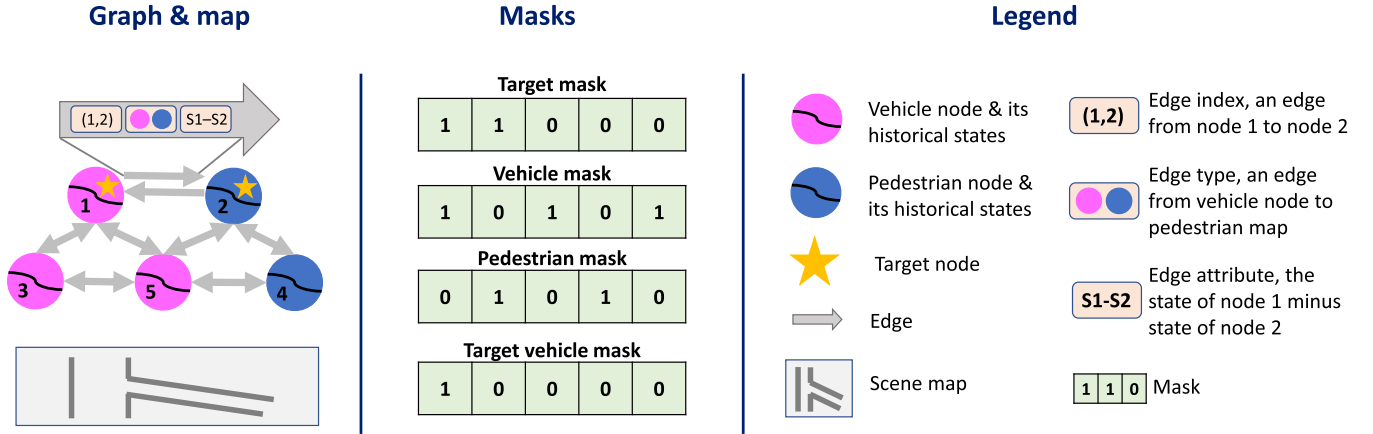 Graph & map
(1,2)
S1–S2
1
2
3
5
4
Masks
Target mask
1 1 0 0 0
Vehicle mask
1 0 1 0 1
Pedestrian mask
0 1 0 1 0
Target vehicle mask
1 0 0 0 0
Legend
Vehicle node & its
historical states
Pedestrian node &
its historical states
Target node
Edge
Scene map
(1,2)
Edge index, an edge
from node 1 to node 2
Edge type, an edge
from vehicle node to
pedestrian map
S1-S2
Edge attribute, the
state of node 1 minus
state of node 2
1 1 0
Mask